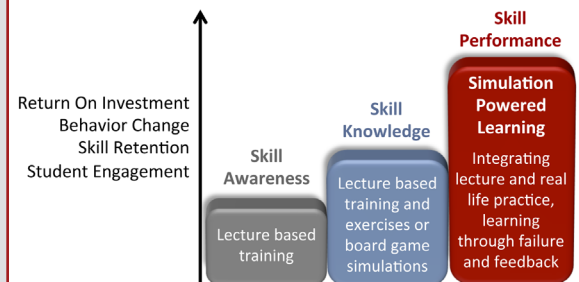 Return On Investment
Behavior Change
Skill Retention
Student Engagement
Skill
Awareness
Lecture based
training
Skill
Knowledge
Lecture based
training and
exercises or
board game
simulations
Skill
Performance
Simulation
Powered
Learning
Integrating
lecture and real
life practice,
learning
through failure
and feedback